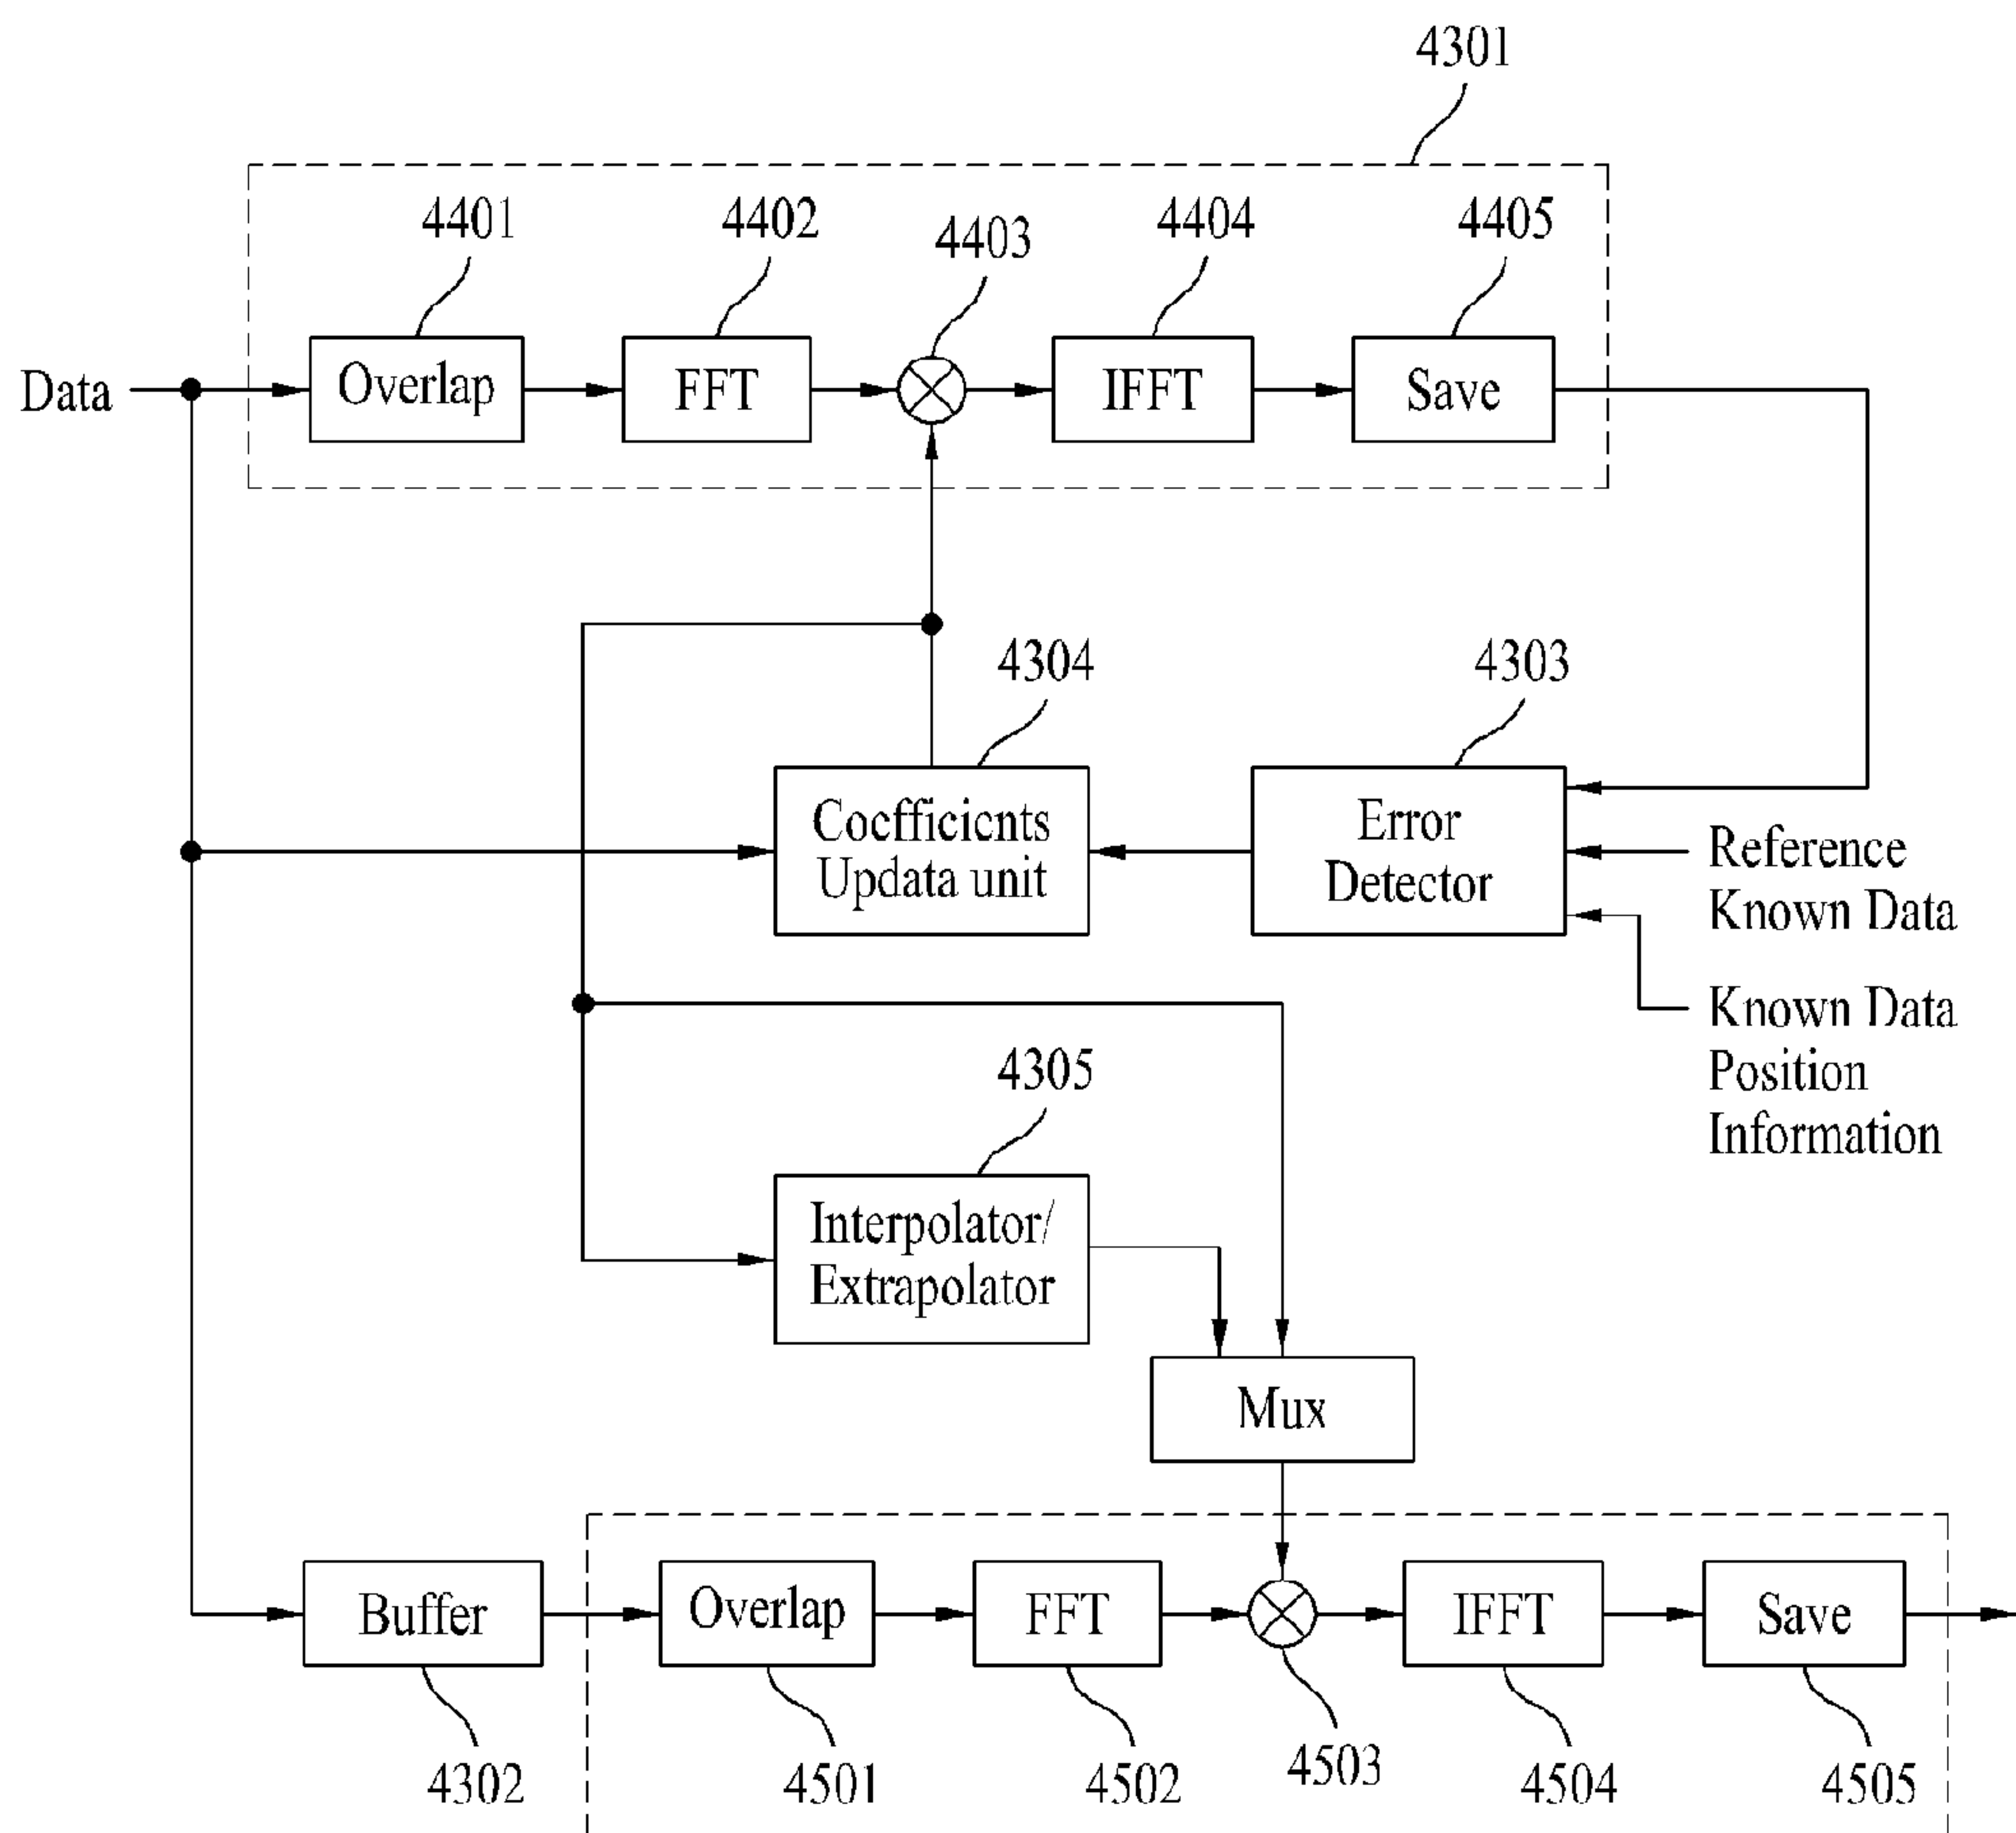 4301
4401
4402
4403
4404
4405
Data
Overlap
FFT
IFFT
Save
4304
4303
Coefficients
Updata unit
Error
Detector
Reference
Known Data
Known Data
Position
Information
4305
Interpolator/
Extrapolator
Mux
Buffer
Overlap
FFT
IFFT
Save
4302
4501
4502
4503
4504
4505